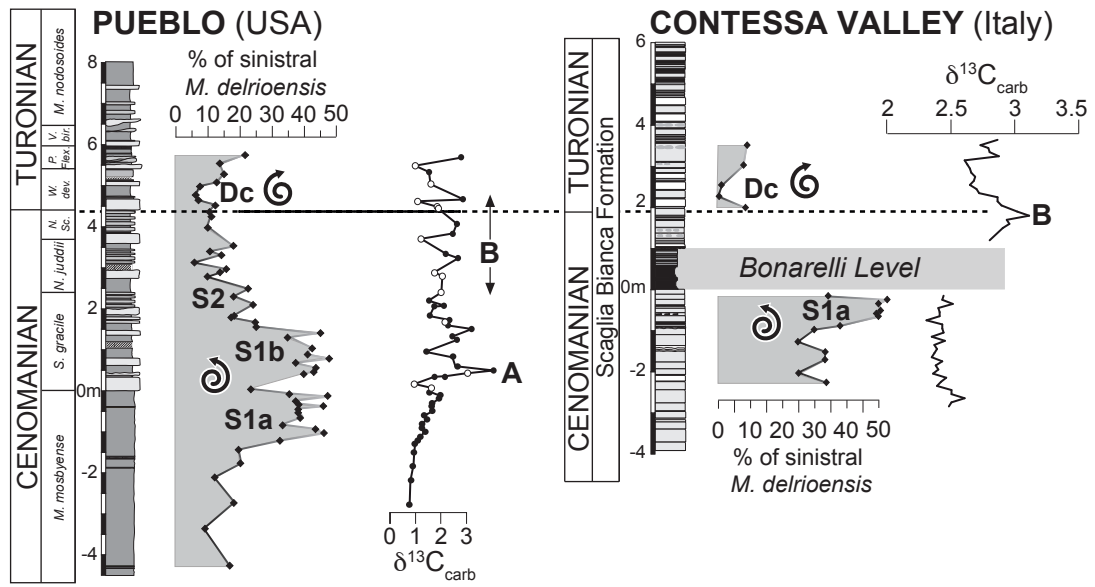 PUEBLO (USA)
% of sinistral
M. delrioensis
0 10 20 30 40 50
TURONIAN
CENOMANIAN
M. nodosoides
V. bir.
P. Flex.
W. dev.
N. Sc.
N. juddii
S. gracile
M. mosbyense
8
6
4
2
0m
-2
-4
Dc
S2
S1b
S1a
B
A
0 1 2 3
δ13Ccarb
CONTESSA VALLEY (Italy)
TURONIAN
CENOMANIAN
Scaglia Bianca Formation
6
4
2
0m
-2
-4
δ13Ccarb
2 2.5 3 3.5
Dc
B
Bonarelli Level
S1a
0 10 20 30 40 50
% of sinistral
M. delrioensis